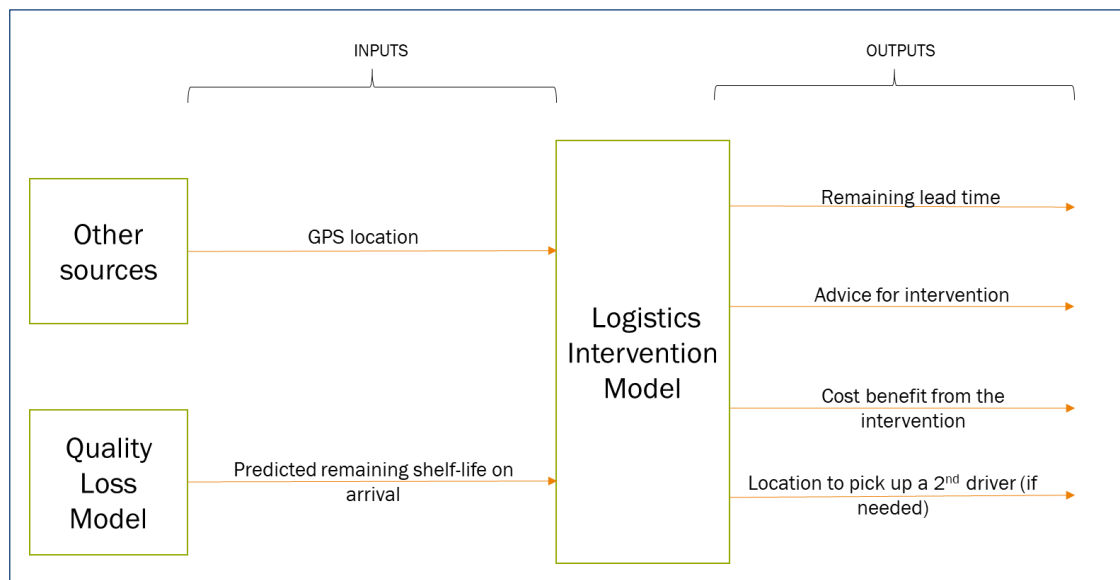 INPUTS
OUTPUTS
Other
sources
GPS location
Quality
Loss
Model
Predicted remaining shelf-life on
arrival
Logistics
Intervention
Model
Remaining lead time
Advice for intervention
Cost benefit from the
intervention
Location to pick up a 2nd driver (if
needed)